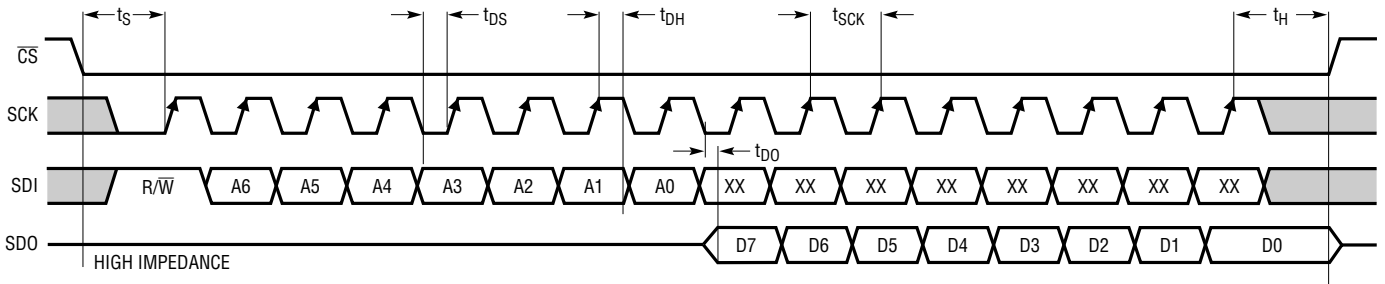 tS tDS tDH tSCK tH
CS
SCK
tDO
SDI R/W A6 A5 A4 A3 A2 A1 A0 XX XX XX XX XX XX XX XX
SDO D7 D6 D5 D4 D3 D2 D1 D0
HIGH IMPEDANCE